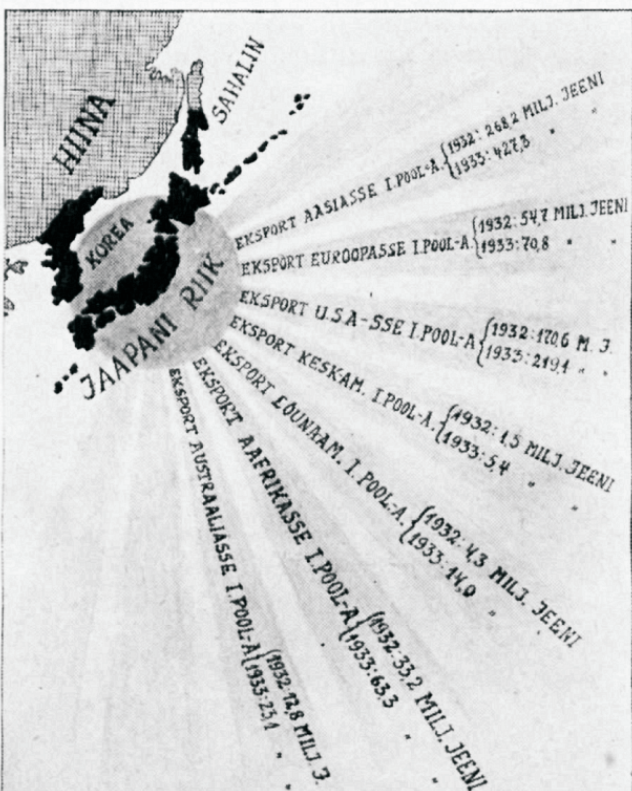 HIINA
SAHALIN
KOREA
JAAPANI RIIK
EKSPORT AASIASSE I.POOL-A. {1932: 268,2 MILJ. JEENI
1933: 427,3 " "
EKSPORT EUROOPASSE I.POOL-A {1932: 54,7 MILJ. JEENI
1933: 70,8 " "
EKSPORT U.S.A-SSE I.POOL-A {1932: 170,6 M. J.
1933: 219,1 " "
EKSPORT KESKAM. I.POOL-A. {1932: 1,5 MILJ. JEENI
1933: 5,4 " "
EKSPORT LÕUNAAM. I.POOL-A. {1932: 4,3 MILJ. JEENI
1933: 14,0 " "
EKSPORT AAFRIKASSE I.POOL-A {1932: 33,2 MILJ. JEENI
1933: 63,3 " "
EKSPORT AUSTRAALIASSE I.POOL-A {1932: 12,8 MILJ. J.
1933: 23,1 " "